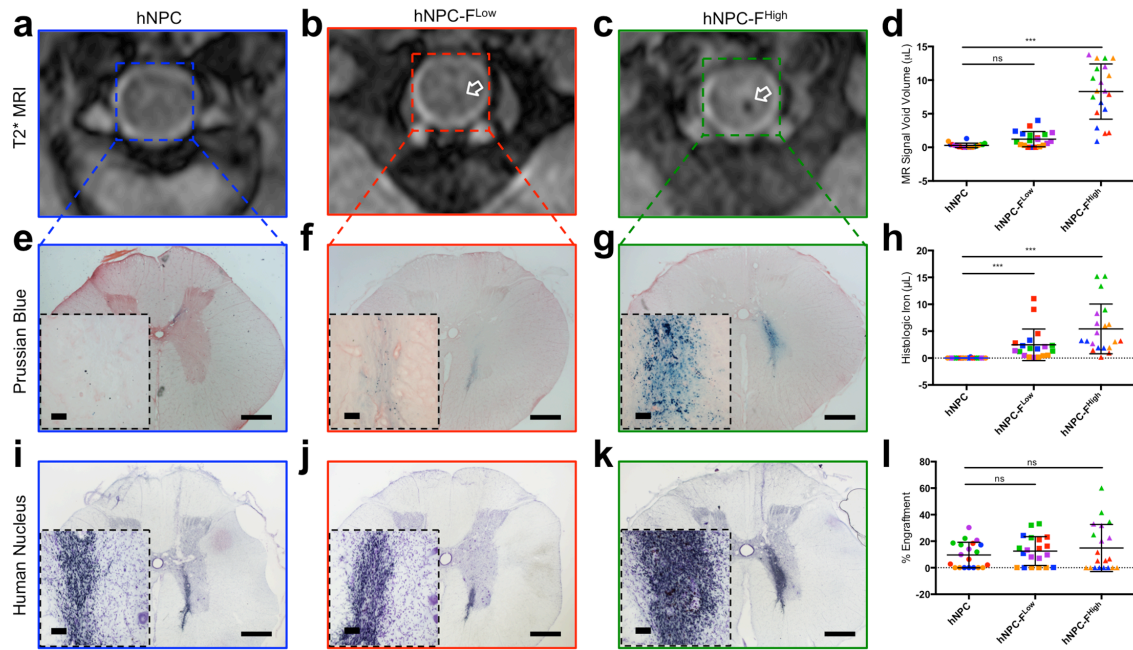 a
hNPC
b
hNPC-F^Low
c
hNPC-F^High
d
T2* MRI
MR Signal Void Volume (µL)
15
10
5
0
-5
ns
***
hNPC
hNPC-F^Low
hNPC-F^High
e
f
g
h
Prussian Blue
Histologic Iron (µL)
20
15
10
5
0
-5
***
***
hNPC
hNPC-F^Low
hNPC-F^High
i
j
k
l
Human Nucleus
% Engraftment
80
60
40
20
0
-20
ns
ns
hNPC
hNPC-F^Low
hNPC-F^High